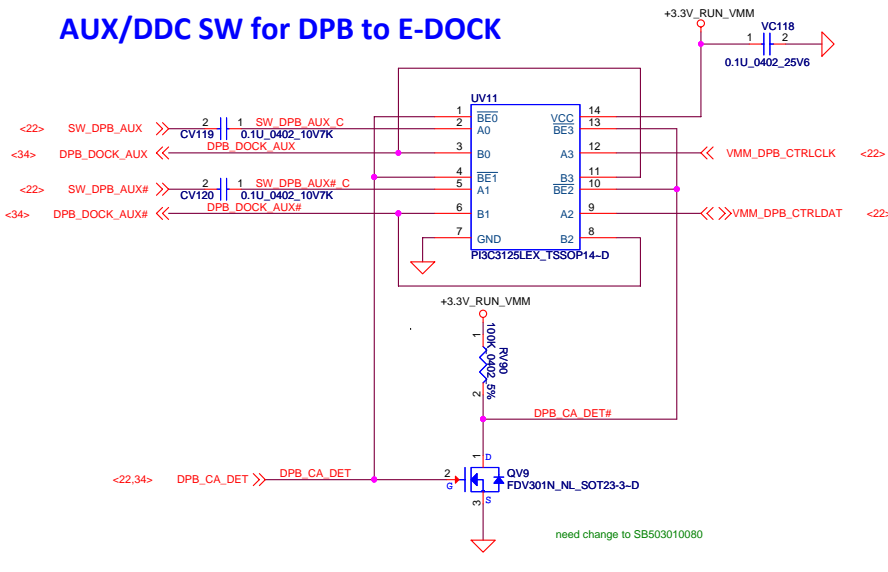 AUX/DDC SW for DPB to E-DOCK
+3.3V_RUN_VMM
VC118
1 2
0.1U_0402_25V6
UV11
1 BE0 VCC 14
2 A0 BE3 13
3 B0 A3 12
4 BE1 B3 11
5 A1 BE2 10
6 B1 A2 9
7 GND B2 8
PI3C3125LEX_TSSOP14~D
<22> SW_DPB_AUX 2 1 SW_DPB_AUX_C
CV119 0.1U_0402_10V7K
<34> DPB_DOCK_AUX DPB_DOCK_AUX
<22> SW_DPB_AUX# 2 1 SW_DPB_AUX#_C
CV120 0.1U_0402_10V7K
<34> DPB_DOCK_AUX# DPB_DOCK_AUX#
VMM_DPB_CTRLCLK <22>
VMM_DPB_CTRLDAT <22>
+3.3V_RUN_VMM
1
RV90
100K_0402_5%
2
DPB_CA_DET#
1 D
<22,34> DPB_CA_DET DPB_CA_DET 2 G
QV9
FDV301N_NL_SOT23-3~D
3 S
need change to SB503010080